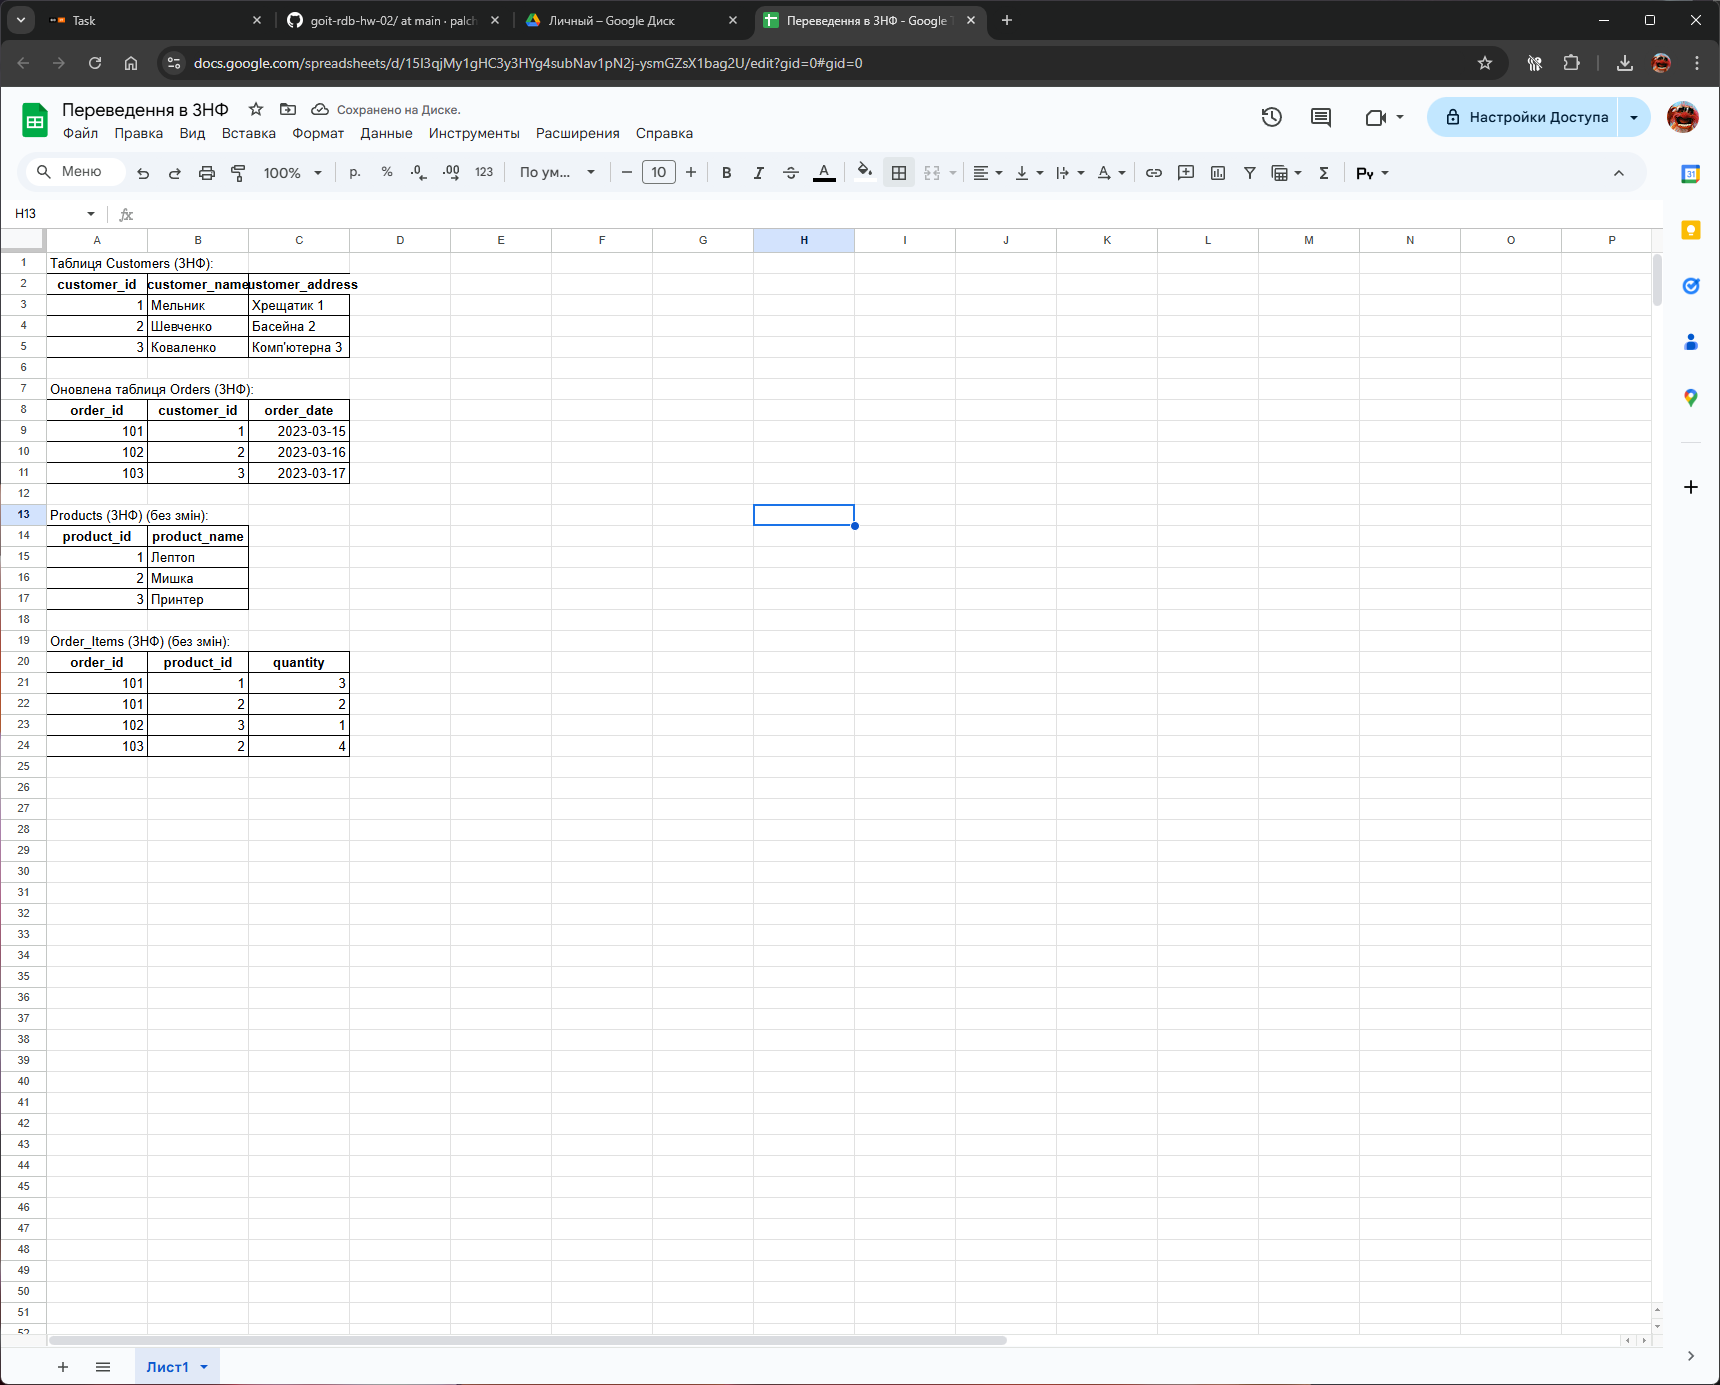 Task
goit-rdb-hw-02/ at main · palch
Личный – Google Диск
Переведення в 3НФ - Google Т
docs.google.com/spreadsheets/d/15I3qjMy1gHC3y3HYg4subNav1pN2j-ysmGZsX1bag2U/edit?gid=0#gid=0
Переведення в 3НФ
Сохранено на Диске.
Файл Правка Вид Вставка Формат Данные Инструменты Расширения Справка
Настройки Доступа
Меню 100% р. % .0 .00 123 По ум... 10 B I A Σ Py
31
H13 fx
A B C D E F G H I J K L M N O P
1 Таблиця Customers (3НФ):
2 customer_id customer_name ustomer_address
3 1 Мельник Хрещатик 1
4 2 Шевченко Басейна 2
5 3 Коваленко Комп'ютерна 3
6
7 Оновлена таблиця Orders (3НФ):
8 order_id customer_id order_date
9 101 1 2023-03-15
10 102 2 2023-03-16
11 103 3 2023-03-17
12
13 Products (3НФ) (без змін):
14 product_id product_name
15 1 Лептоп
16 2 Мишка
17 3 Принтер
18
19 Order_Items (3НФ) (без змін):
20 order_id product_id quantity
21 101 1 3
22 101 2 2
23 102 3 1
24 103 2 4
25
26
27
28
29
30
31
32
33
34
35
36
37
38
39
40
41
42
43
44
45
46
47
48
49
50
51
52
Лист1